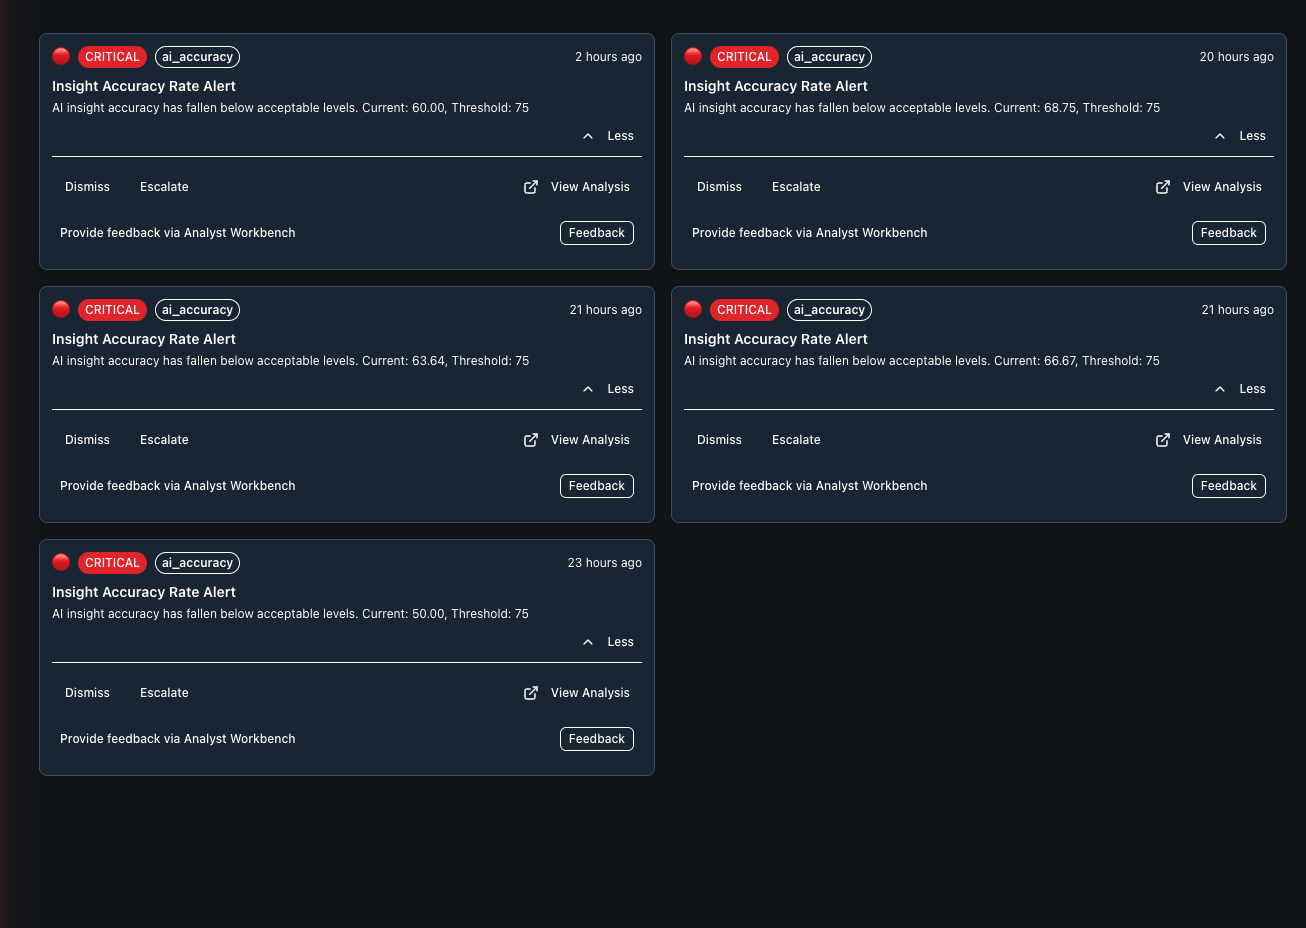 CRITICAL ai_accuracy 2 hours ago
Insight Accuracy Rate Alert
AI insight accuracy has fallen below acceptable levels. Current: 60.00, Threshold: 75
Less
Dismiss Escalate View Analysis
Provide feedback via Analyst Workbench Feedback
CRITICAL ai_accuracy 20 hours ago
Insight Accuracy Rate Alert
AI insight accuracy has fallen below acceptable levels. Current: 68.75, Threshold: 75
Less
Dismiss Escalate View Analysis
Provide feedback via Analyst Workbench Feedback
CRITICAL ai_accuracy 21 hours ago
Insight Accuracy Rate Alert
AI insight accuracy has fallen below acceptable levels. Current: 63.64, Threshold: 75
Less
Dismiss Escalate View Analysis
Provide feedback via Analyst Workbench Feedback
CRITICAL ai_accuracy 21 hours ago
Insight Accuracy Rate Alert
AI insight accuracy has fallen below acceptable levels. Current: 66.67, Threshold: 75
Less
Dismiss Escalate View Analysis
Provide feedback via Analyst Workbench Feedback
CRITICAL ai_accuracy 23 hours ago
Insight Accuracy Rate Alert
AI insight accuracy has fallen below acceptable levels. Current: 50.00, Threshold: 75
Less
Dismiss Escalate View Analysis
Provide feedback via Analyst Workbench Feedback